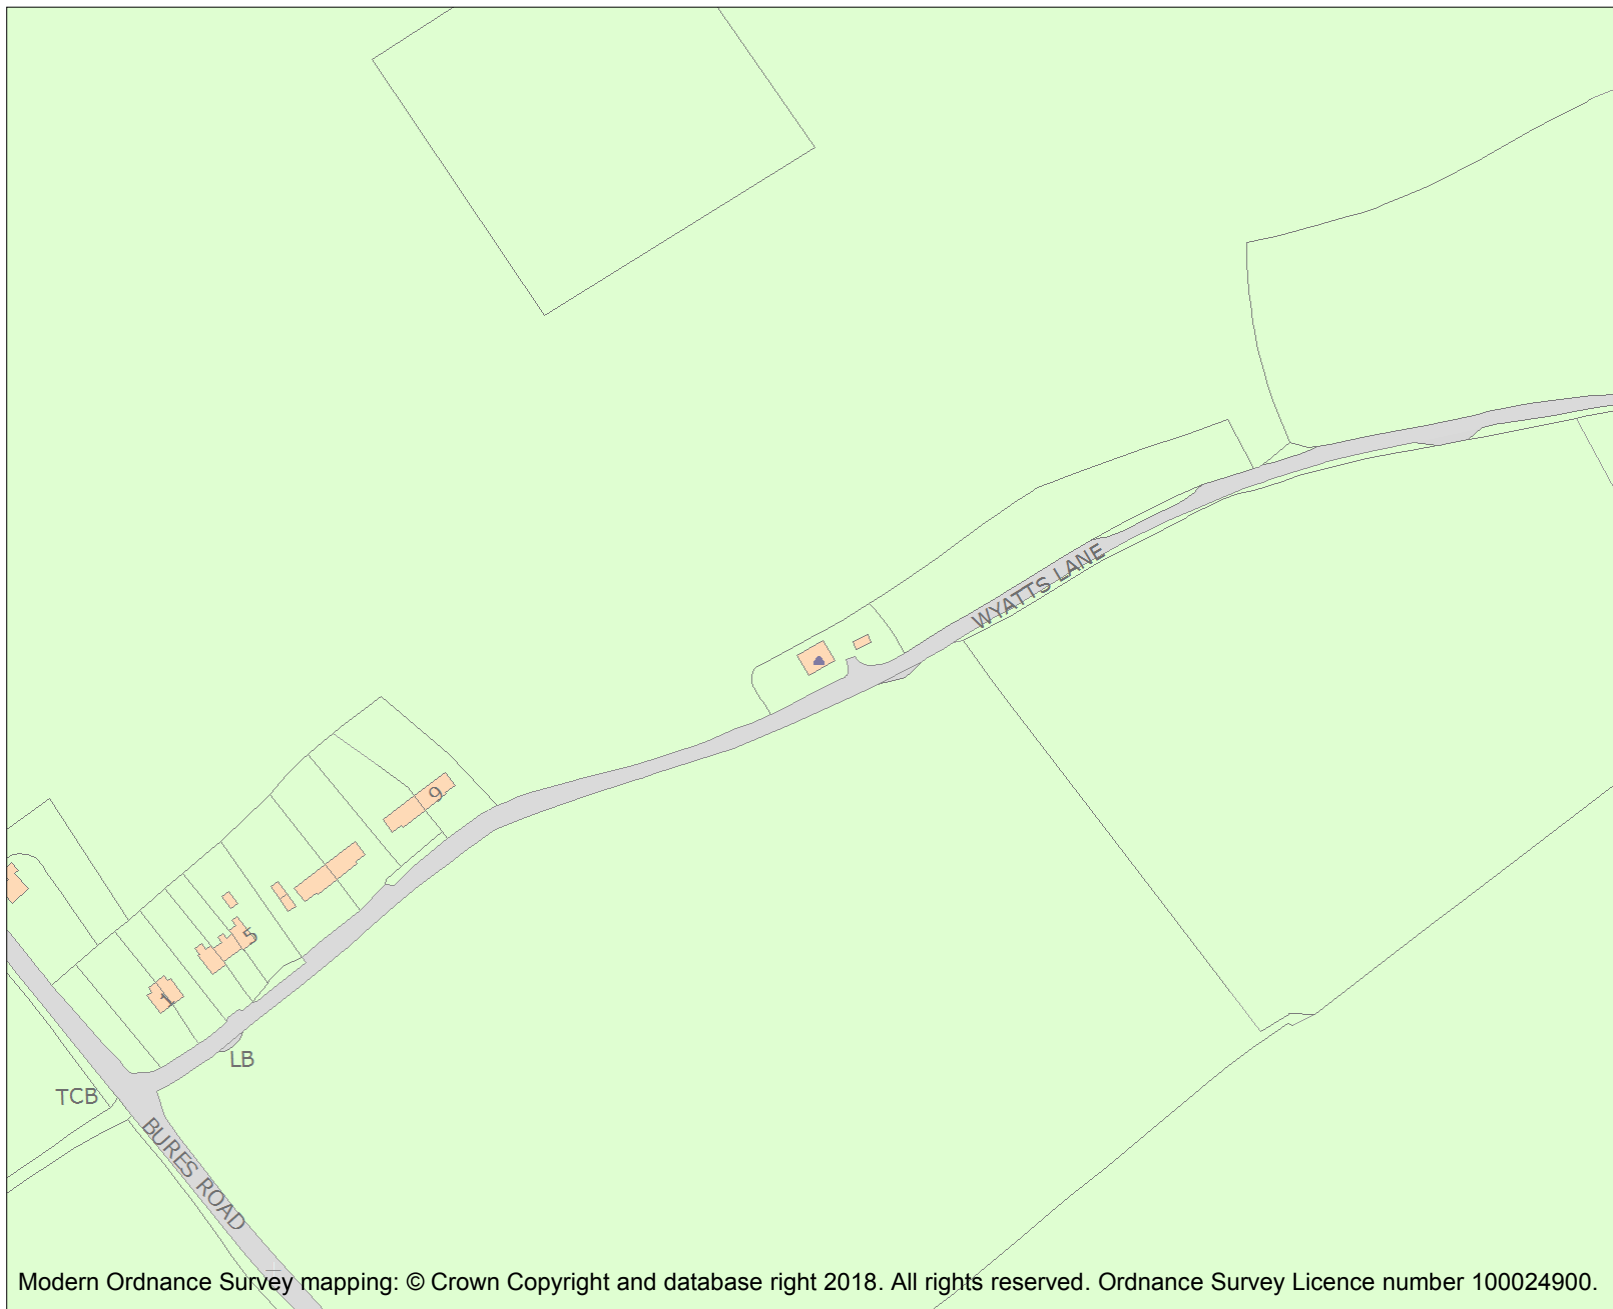 WYATTS LANE
9
5
1
LB
TCB
BURES ROAD
Modern Ordnance Survey mapping: © Crown Copyright and database right 2018. All rights reserved. Ordnance Survey Licence number 100024900.